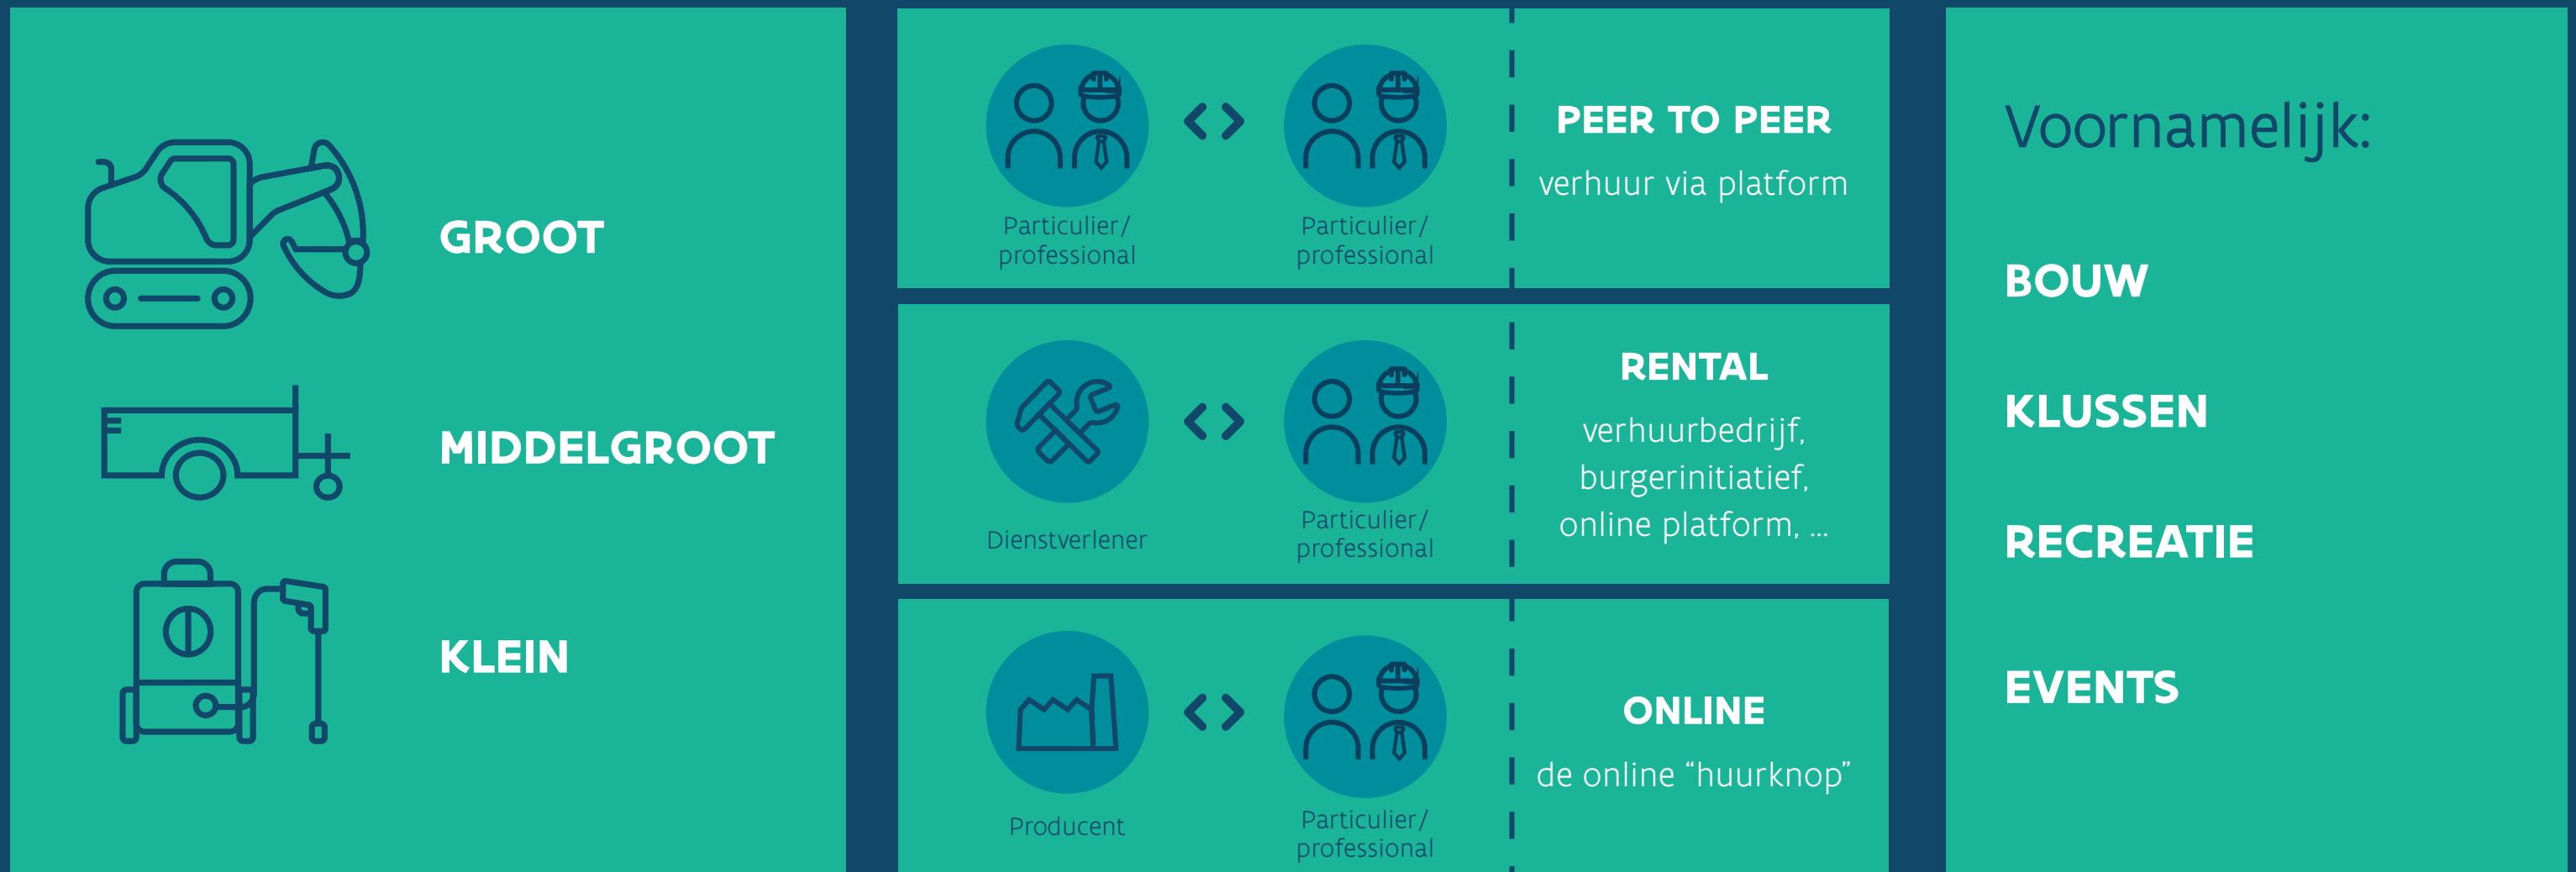 GROOT
MIDDELGROOT
KLEIN
Particulier/
professional
< >
Particulier/
professional
PEER TO PEER
verhuur via platform
Dienstverlener
< >
Particulier/
professional
RENTAL
verhuurbedrijf,
burgerinitiatief,
online platform, ...
Producent
< >
Particulier/
professional
ONLINE
de online “huurknop”
Voornamelijk:
BOUW
KLUSSEN
RECREATIE
EVENTS